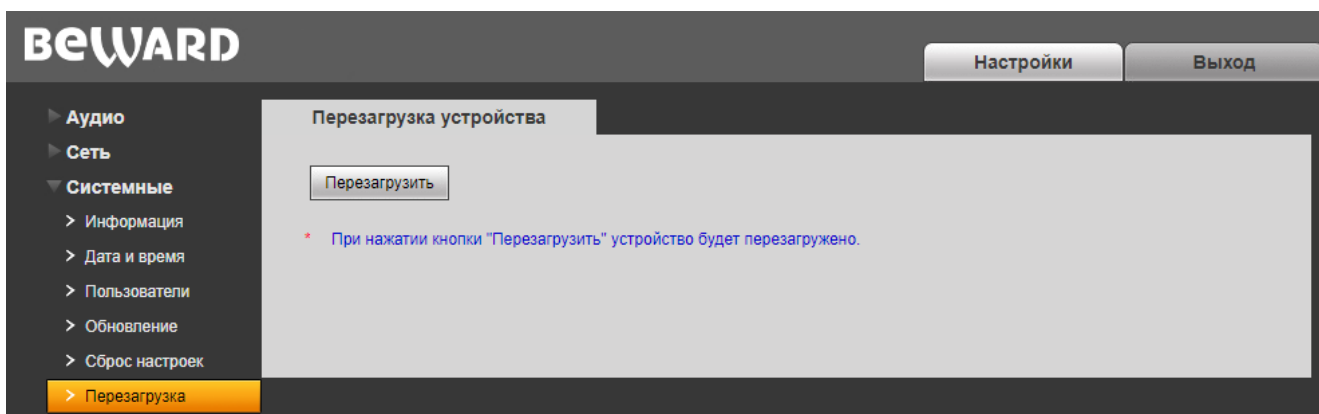 BEWARD
Настройки
Выход
Аудио
Сеть
Системные
> Информация
> Дата и время
> Пользователи
> Обновление
> Сброс настроек
> Перезагрузка
Перезагрузка устройства
Перезагрузить
* При нажатии кнопки "Перезагрузить" устройство будет перезагружено.